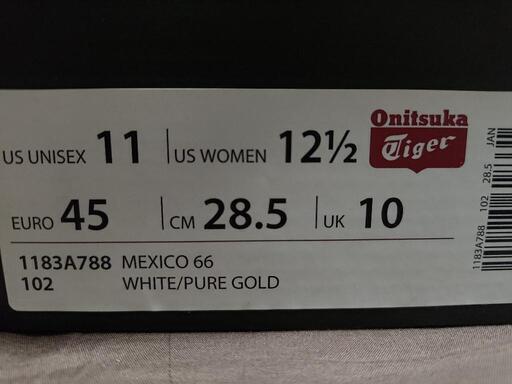 US UNISEX 11 US WOMEN 12½
Onitsuka
Tiger
EURO 45 CM 28.5 UK 10
1183A788 MEXICO 66
102 WHITE/PURE GOLD
1183A788 102 28.5 JAN